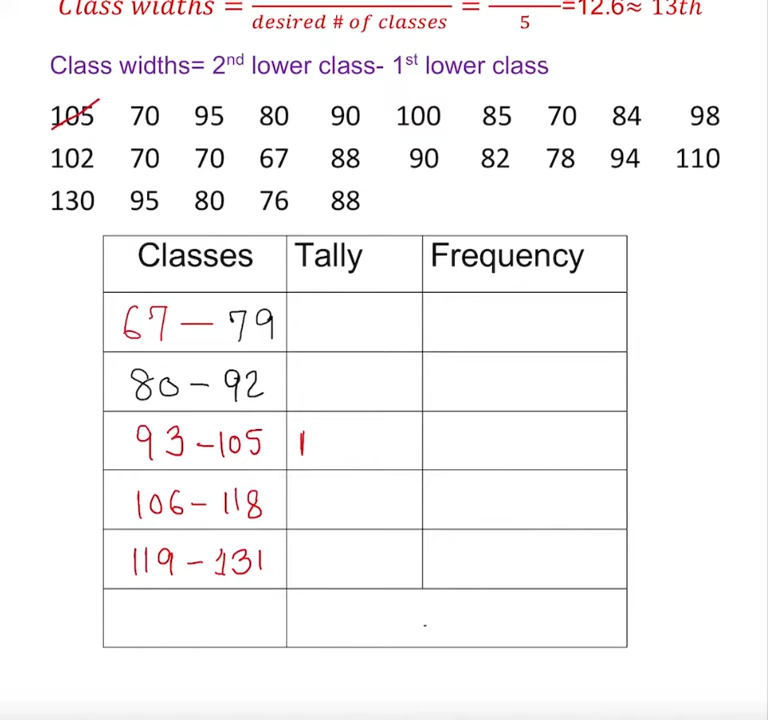 Class widths = desired # of classes = 5 =12.6≈ 13th
Class widths= 2nd lower class- 1st lower class
105 70 95 80 90 100 85 70 84 98
102 70 70 67 88 90 82 78 94 110
130 95 80 76 88
Classes Tally Frequency
67 — 79
80 - 92
93 -105 |
106 - 118
119 - 131